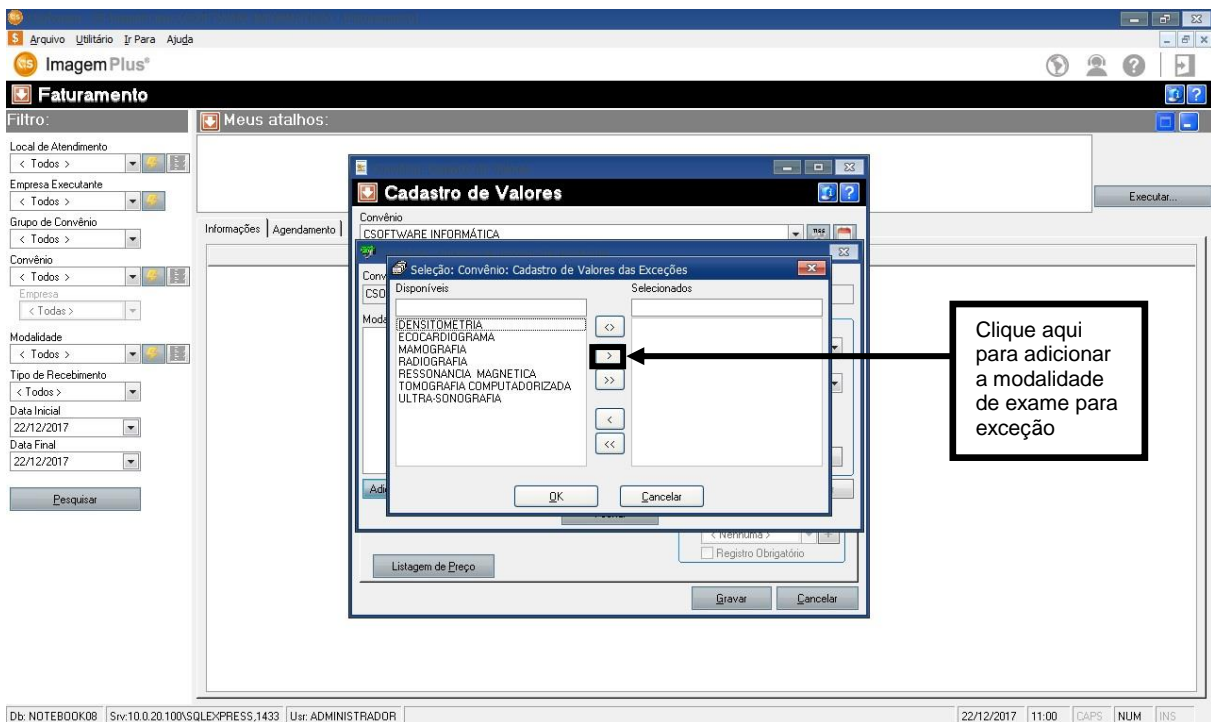 Arquivo Utilitário Ir Para Ajuda
ImagemPlus®
Faturamento
Filtro:
Meus atalhos:
Local de Atendimento
< Todos >
Empresa Executante
< Todos >
Grupo de Convênio
< Todos >
Convênio
< Todos >
Empresa
< Todas >
Modalidade
< Todos >
Tipo de Recebimento
< Todos >
Data Inicial
22/12/2017
Data Final
22/12/2017
Pesquisar
Executar...
Informações Agendamento
Cadastro de Valores
Convênio
CSOFTWARE INFORMÁTICA
Conv
CSO
Moda
Adi
Seleção: Convênio: Cadastro de Valores das Exceções
Disponíveis
Selecionados
DENSITOMETRIA
ECOCARDIOGRAMA
MAMOGRAFIA
RADIOGRAFIA
RESSONANCIA MAGNETICA
TOMOGRAFIA COMPUTADORIZADA
ULTRA-SONOGRAFIA
<>
>
>>
<
<<
OK Cancelar
< Nenhuma >
Registro Obrigatório
Listagem de Preço
Gravar Cancelar
Clique aqui
para adicionar
a modalidade
de exame para
exceção
Db: NOTEBOOK08 Srv:10.0.20.100\SQLEXPRESS,1433 Usr: ADMINISTRADOR 22/12/2017 11:00 CAPS NUM INS